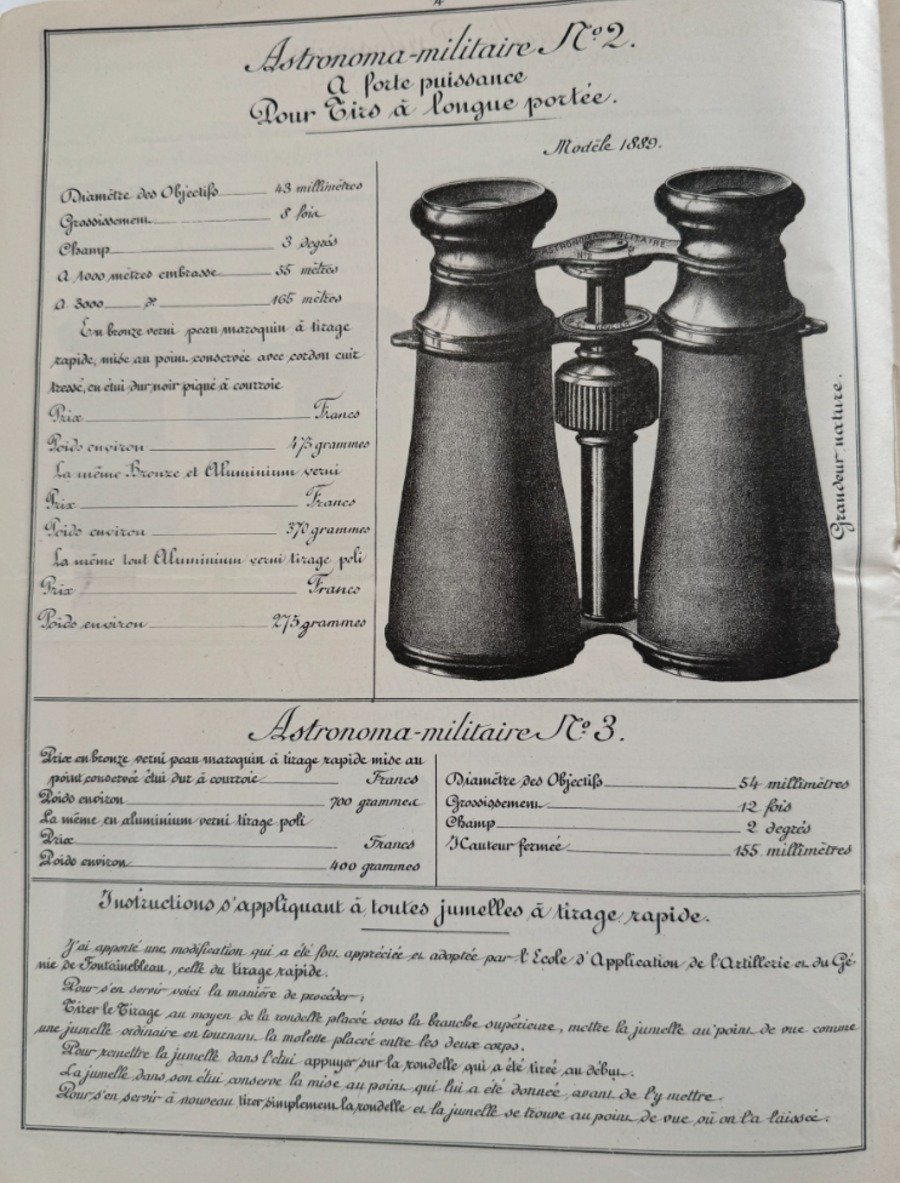 4
Astronoma-militaire No 2.
A forte puissance
Pour Tirs à longue portée.
Modèle 1889.
Diamètre des Objectifs 43 millimètres
Grossissement 8 fois
Champ 3 degrés
A 1000 mètres embrasse 55 mètres
A 3000 165 mètres
En bronze verni peau maroquin à tirage
rapide, mise au point conservée avec cordon cuir
tressé, en étui dur noir piqué à courroie
Prix Francs
Poids environ 475 grammes
La même Bronze et Aluminium verni
Prix Francs
Poids environ 370 grammes
La même tout Aluminium verni tirage poli
Prix Francs
Poids environ 275 grammes
ASTRONOMA MILITAIRE
No 2
Grandeur nature.
Astronoma-militaire No 3.
Prix en bronze verni peau maroquin à tirage rapide mise au
point conservée étui dur à courroie Francs
Poids environ 700 grammes
La même en aluminium verni tirage poli
Prix Francs
Poids environ 400 grammes
Diamètre des Objectifs 54 millimètres
Grossissement 12 fois
Champ 2 degrés
Hauteur fermée 155 millimètres
Instructions s'appliquant à toutes jumelles à tirage rapide.
J'ai apporté une modification qui a été fort appréciée et adoptée par l'Ecole d'Application de l'Artillerie et du Gé-
nie de Fontainebleau, celle du tirage rapide.
Pour s'en servir voici la manière de procéder:
Tirer le Tirage au moyen de la rondelle placée sous la branche supérieure, mettre la jumelle au point de vue comme
une jumelle ordinaire en tournant la molette placée entre les deux corps.
Pour remettre la jumelle dans l'étui appuyer sur la rondelle qui a été tirée au début.
La jumelle dans son étui conserve la mise au point qui lui a été donnée avant de l'y mettre.
Pour s'en servir à nouveau tirer simplement la rondelle et la jumelle se trouve au point de vue où on l'a laissée.